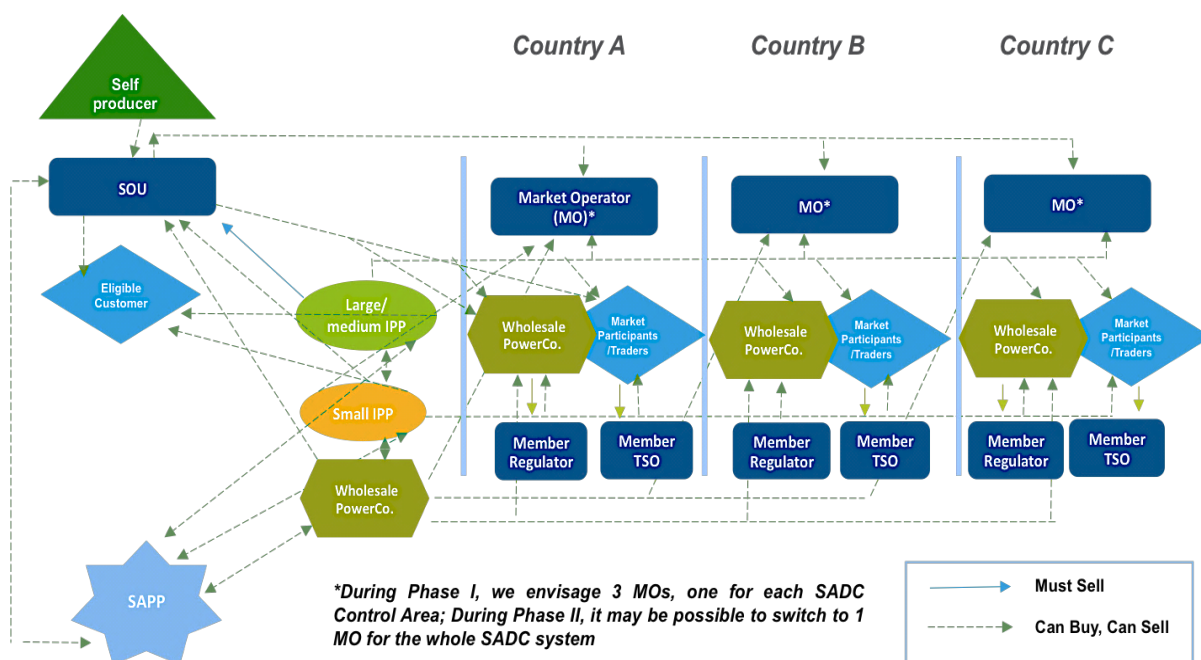 Country A
Country B
Country C
Self
producer
SOU
Market Operator
(MO)*
MO*
MO*
Eligible
Customer
Large/
medium IPP
Wholesale
PowerCo.
Market
Participants
/Traders
Wholesale
PowerCo.
Market
Participants
/Traders
Wholesale
PowerCo.
Market
Participants
/Traders
Small IPP
Member
Regulator
Member
TSO
Member
Regulator
Member
TSO
Member
Regulator
Member
TSO
Wholesale
PowerCo.
SAPP
*During Phase I, we envisage 3 MOs, one for each SADC
Control Area; During Phase II, it may be possible to switch to 1
MO for the whole SADC system
Must Sell
Can Buy, Can Sell